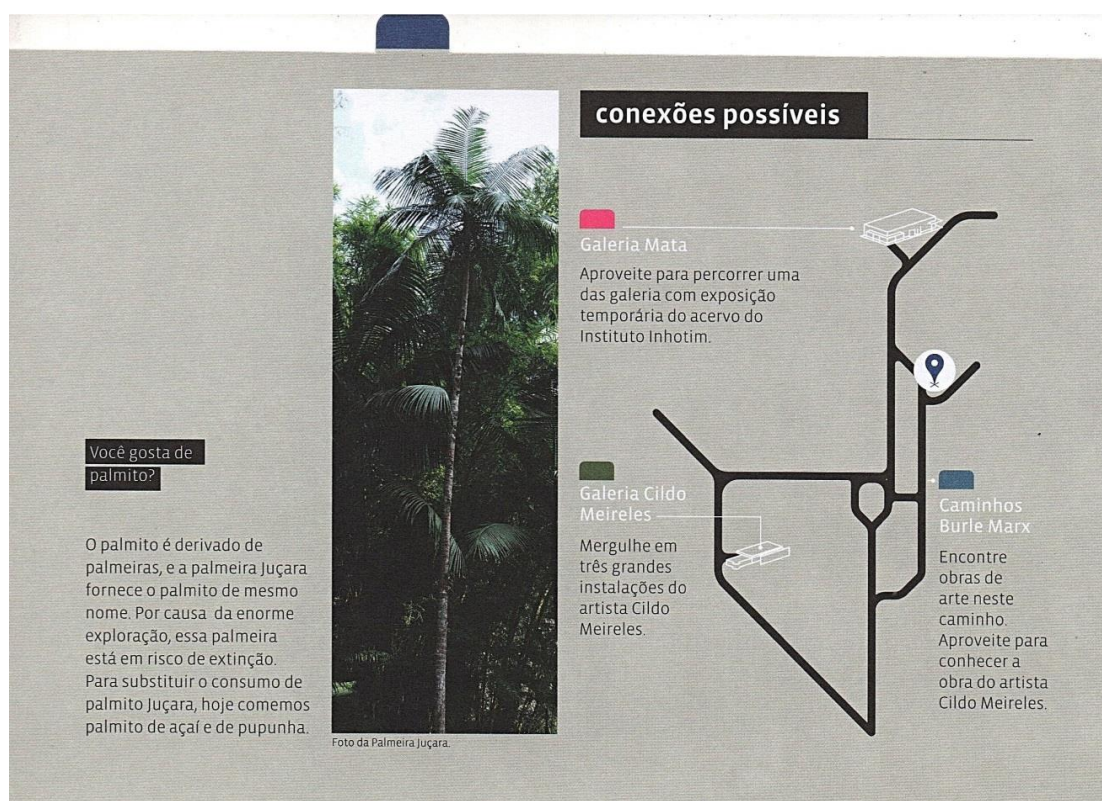 Você gosta de
palmito?
O palmito é derivado de
palmeiras, e a palmeira Juçara
fornece o palmito de mesmo
nome. Por causa da enorme
exploração, essa palmeira
está em risco de extinção.
Para substituir o consumo de
palmito Juçara, hoje comemos
palmito de açaí e de pupunha.
Foto da Palmeira Juçara.
conexões possíveis
Galeria Mata
Aproveite para percorrer uma
das galeria com exposição
temporária do acervo do
Instituto Inhotim.
Galeria Cildo
Meireles
Mergulhe em
três grandes
instalações do
artista Cildo
Meireles.
Caminhos
Burle Marx
Encontre
obras de
arte neste
caminho.
Aproveite para
conhecer a
obra do artista
Cildo Meireles.